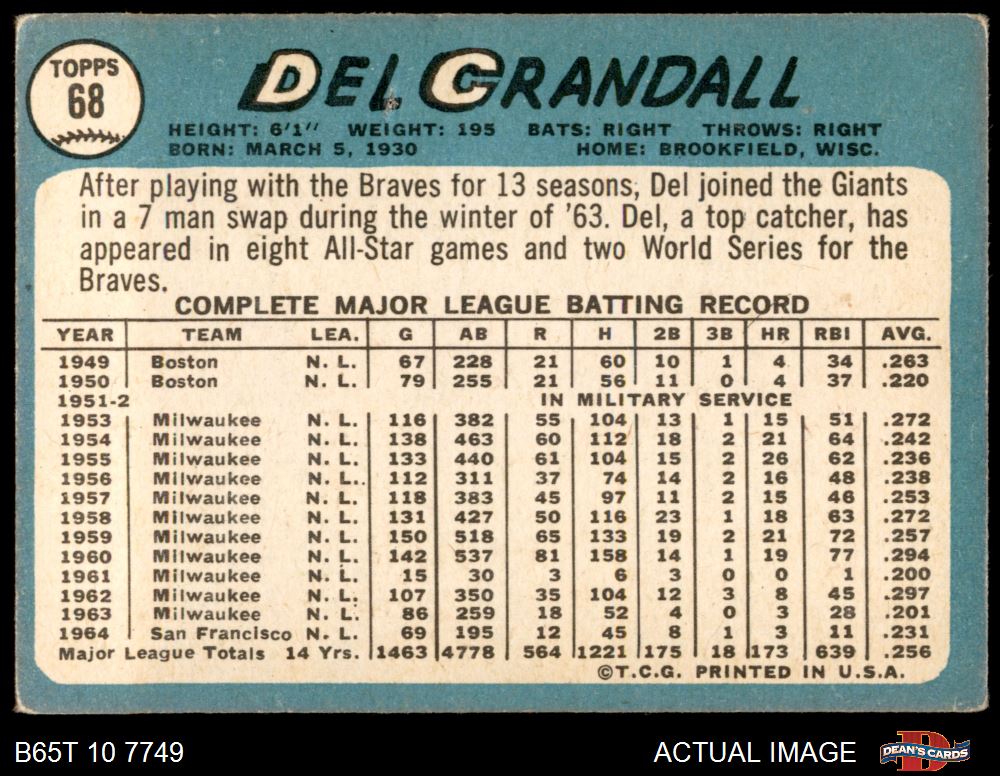 TOPPS
68
DEL CRANDALL
HEIGHT: 6'1" WEIGHT: 195 BATS: RIGHT THROWS: RIGHT
BORN: MARCH 5, 1930 HOME: BROOKFIELD, WISC.
After playing with the Braves for 13 seasons, Del joined the Giants
in a 7 man swap during the winter of '63. Del, a top catcher, has
appeared in eight All-Star games and two World Series for the
Braves.
COMPLETE MAJOR LEAGUE BATTING RECORD
YEAR TEAM LEA. G AB R H 2B 3B HR RBI AVG.
1949 Boston N. L. 67 228 21 60 10 1 4 34 .263
1950 Boston N. L. 79 255 21 56 11 0 4 37 .220
1951-2 IN MILITARY SERVICE
1953 Milwaukee N. L. 116 382 55 104 13 1 15 51 .272
1954 Milwaukee N. L. 138 463 60 112 18 2 21 64 .242
1955 Milwaukee N. L. 133 440 61 104 15 2 26 62 .236
1956 Milwaukee N. L.. 112 311 37 74 14 2 16 48 .238
1957 Milwaukee N. L. 118 383 45 97 11 2 15 46 .253
1958 Milwaukee N. L. 131 427 50 116 23 1 18 63 .272
1959 Milwaukee N. L. 150 518 65 133 19 2 21 72 .257
1960 Milwaukee N. L. 142 537 81 158 14 1 19 77 .294
1961 Milwaukee N. L. 15 30 3 6 3 0 0 1 .200
1962 Milwaukee N. L. 107 350 35 104 12 3 8 45 .297
1963 Milwaukee N. L. 86 259 18 52 4 0 3 28 .201
1964 San Francisco N. L. 69 195 12 45 8 1 3 11 .231
Major League Totals 14 Yrs. 1463 4778 564 1221 175 18 173 639 .256
©T.C.G. PRINTED IN U.S.A.
B65T 10 7749 ACTUAL IMAGE DEAN'S CARDS